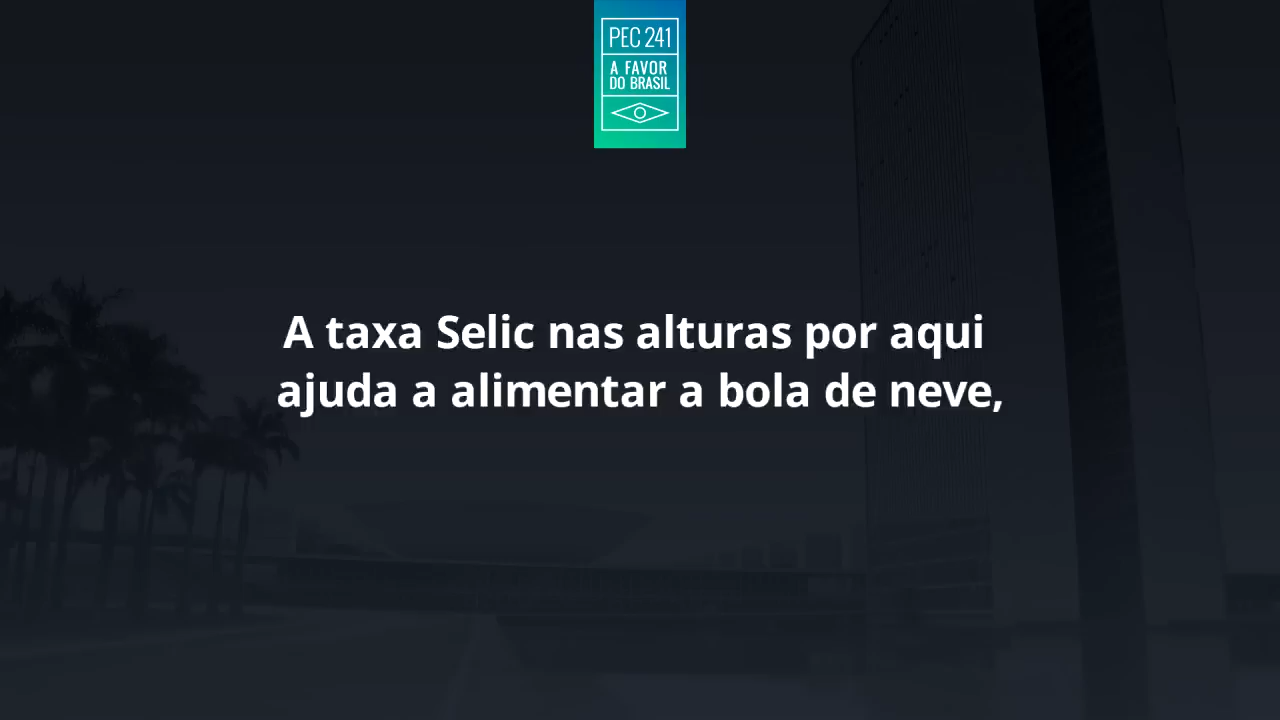 PEC 241
A FAVOR
DO BRASIL
A taxa Selic nas alturas por aqui
ajuda a alimentar a bola de neve,